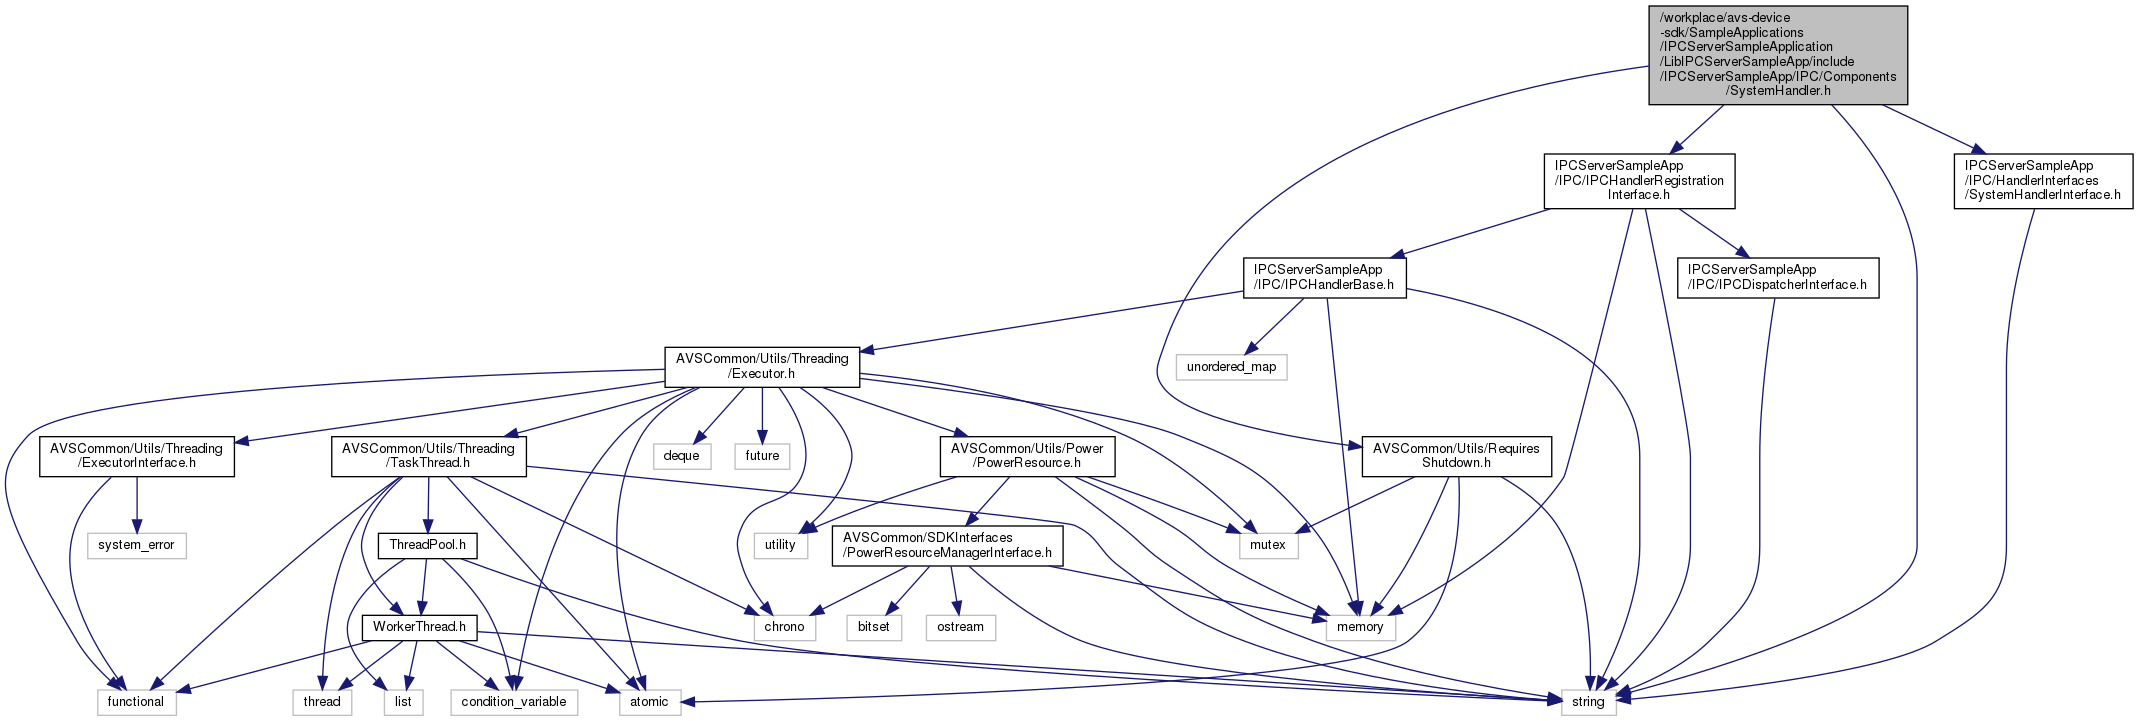 /workplace/avs-device
-sdk/SampleApplications
/IPCServerSampleApplication
/LibIPCServerSampleApp/include
/IPCServerSampleApp/IPC/Components
/SystemHandler.h
IPCServerSampleApp
/IPC/IPCHandlerRegistration
Interface.h
IPCServerSampleApp
/IPC/HandlerInterfaces
/SystemHandlerInterface.h
IPCServerSampleApp
/IPC/IPCHandlerBase.h
IPCServerSampleApp
/IPC/IPCDispatcherInterface.h
AVSCommon/Utils/Threading
/Executor.h
unordered_map
AVSCommon/Utils/Threading
/ExecutorInterface.h
AVSCommon/Utils/Threading
/TaskThread.h
deque
future
AVSCommon/Utils/Power
/PowerResource.h
AVSCommon/Utils/Requires
Shutdown.h
system_error
ThreadPool.h
utility
AVSCommon/SDKInterfaces
/PowerResourceManagerInterface.h
mutex
WorkerThread.h
chrono
bitset
ostream
memory
functional
thread
list
condition_variable
atomic
string